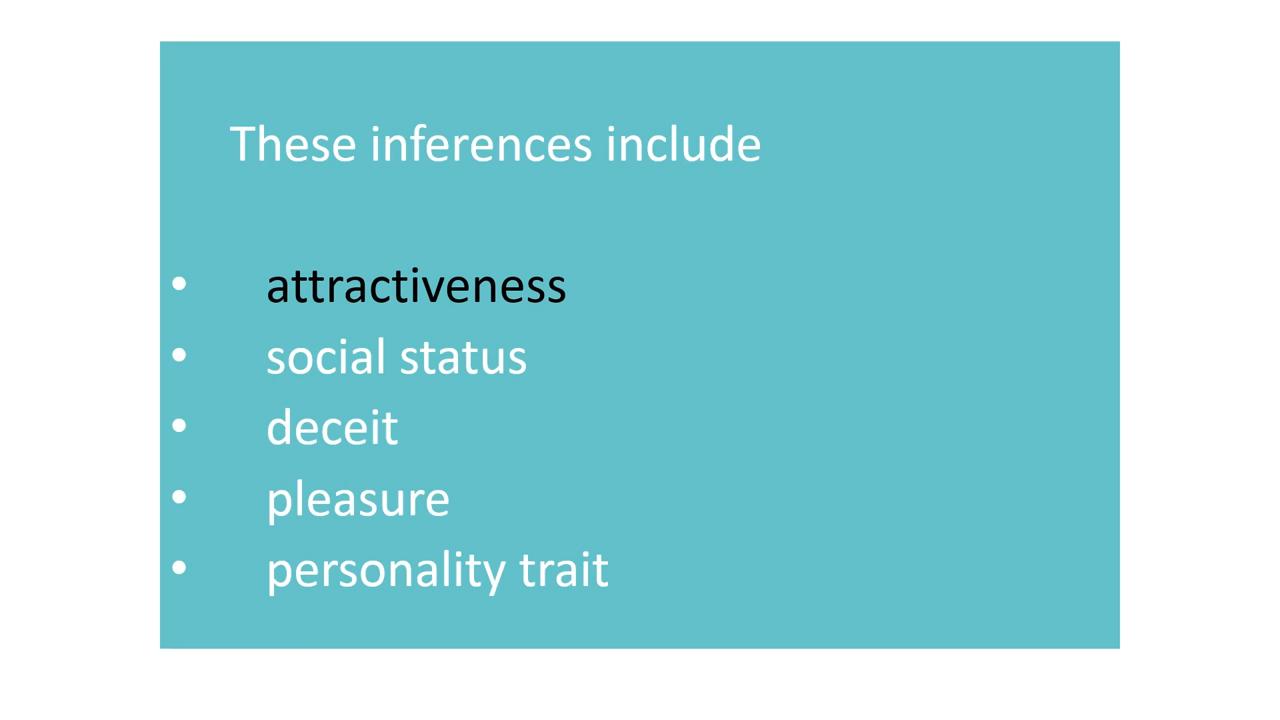 These inferences include
• attractiveness
• social status
• deceit
• pleasure
• personality trait